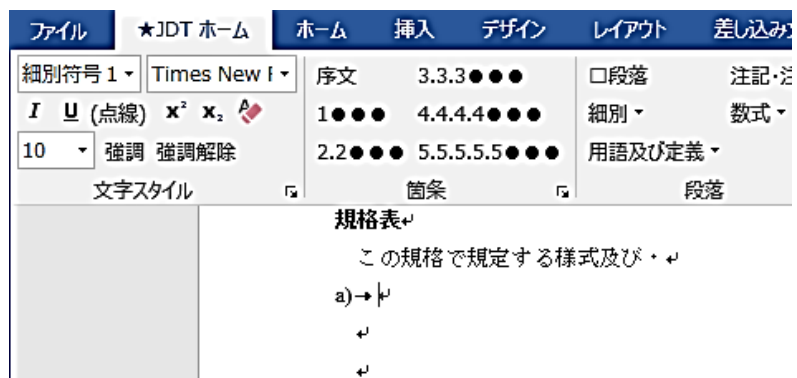 ファイル ★JDT ホーム ホーム 挿入 デザイン レイアウト 差し込み
細別符号 1 Times New 序文 3.3.3●●● □段落 注記・
I U (点線) x² x₂ 1●●● 4.4.4.4●●● 細別 数式
10 強調 強調解除 2.2●●● 5.5.5.5.5●●● 用語及び定義
文字スタイル 箇条 段落
規格表↵
この規格で規定する様式及び・↵
a)→↵
↵
↵